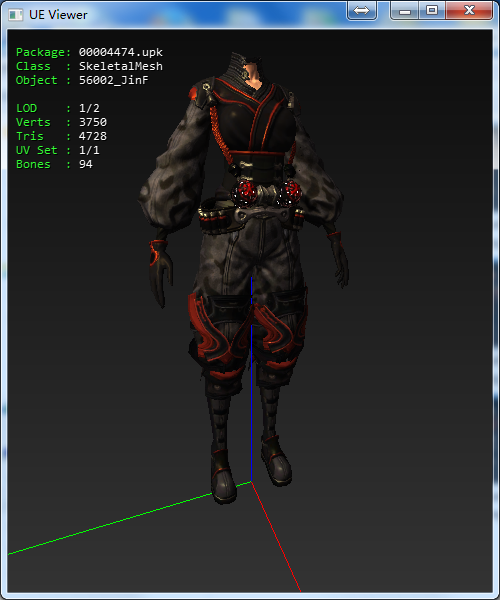 UE Viewer
Package: 00004474.upk
Class : SkeletalMesh
Object : 56002_JinF
LOD : 1/2
Verts : 3750
Tris : 4728
UV Set : 1/1
Bones : 94